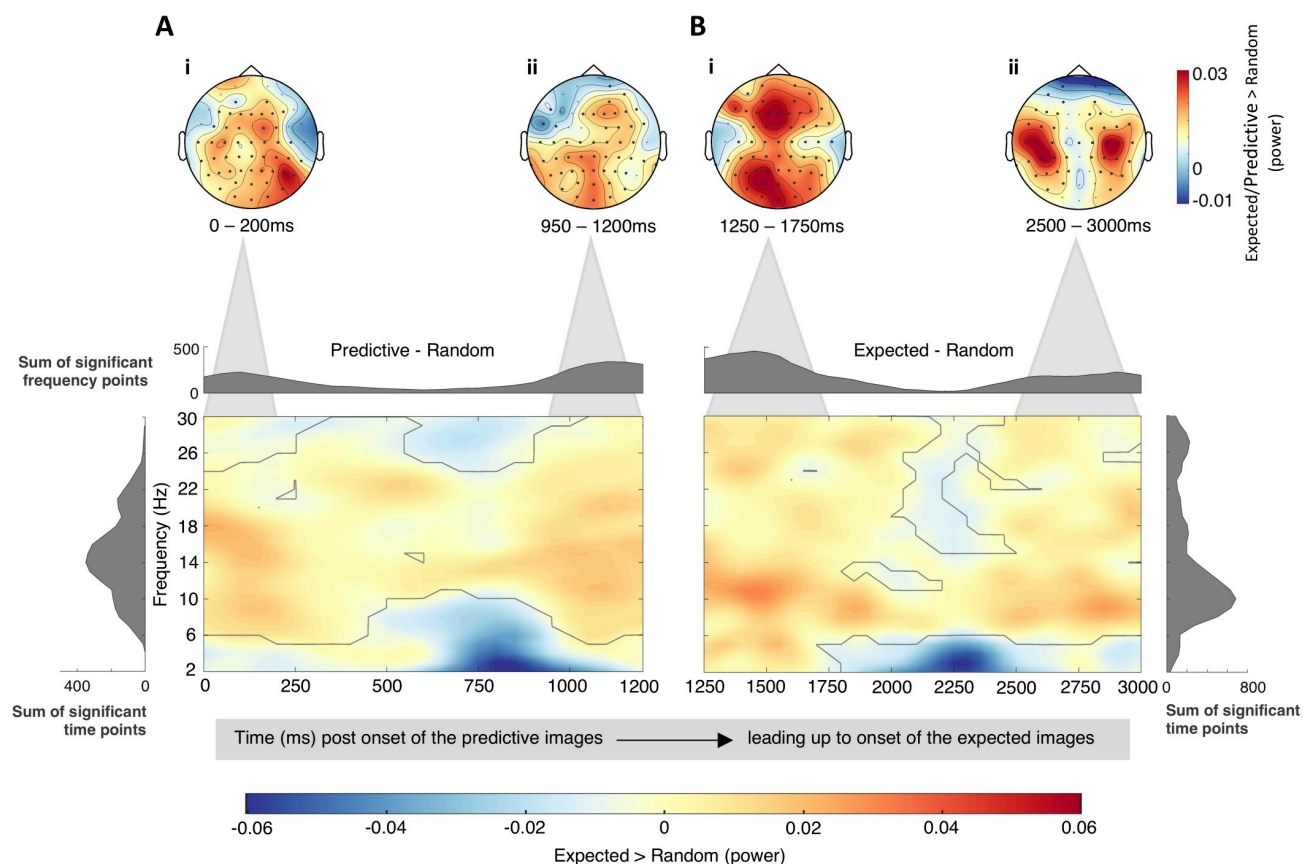 A
B
i
ii
i
ii
0 – 200ms
950 – 1200ms
1250 – 1750ms
2500 – 3000ms
0.03
0
-0.01
Expected/Predictive > Random
(power)
Sum of significant
frequency points
500
0
Predictive - Random
Expected - Random
Frequency (Hz)
30
26
22
18
14
10
6
2
400
0
0
250
500
750
1000
1200
1250
1500
1750
2000
2250
2500
2750
3000
0
800
Sum of significant
time points
Sum of significant
time points
Time (ms) post onset of the predictive images
leading up to onset of the expected images
-0.06
-0.04
-0.02
0
0.02
0.04
0.06
Expected > Random (power)